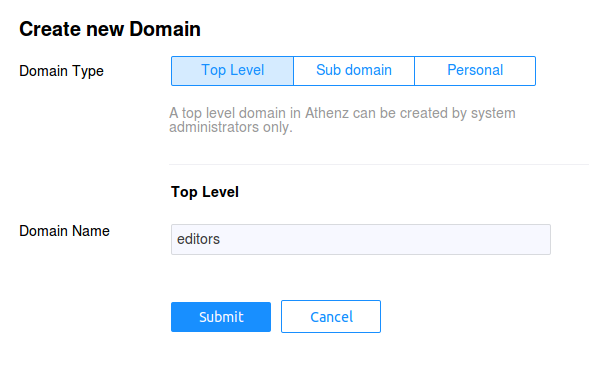 Create new Domain
Domain Type
Top Level Sub domain Personal
A top level domain in Athenz can be created by system
administrators only.
Top Level
Domain Name
editors
Submit Cancel